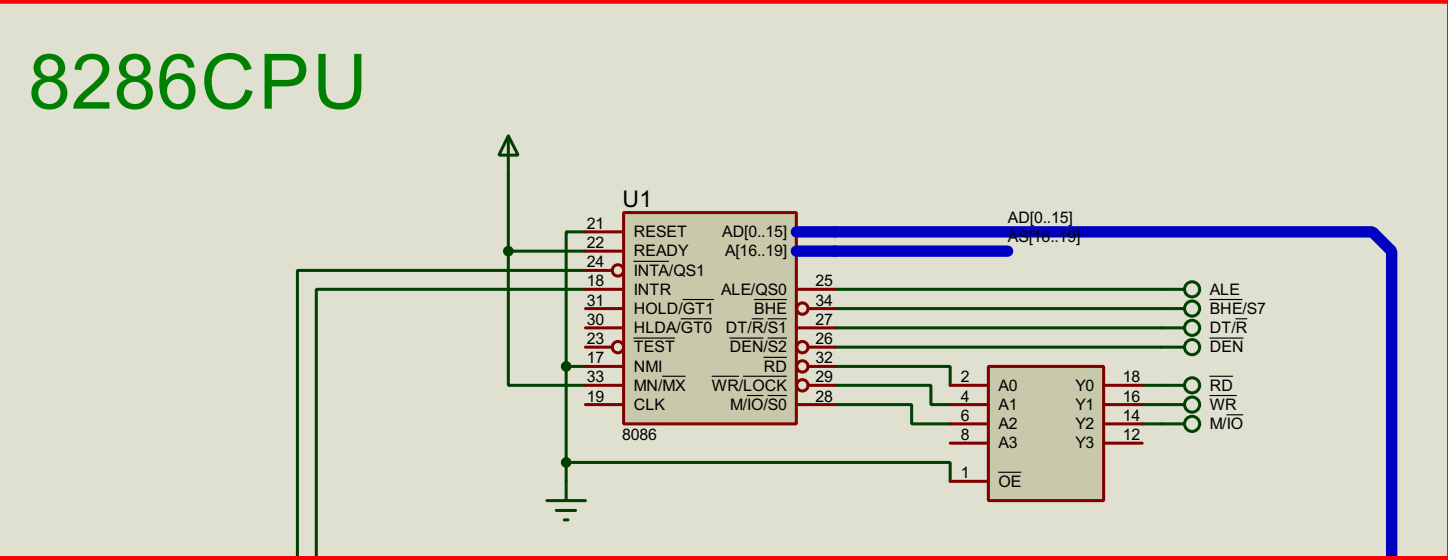 8286CPU
U1
21 RESET AD[0..15] AD[0..15]
22 READY A[16..19] AS[16..19]
24 INTA/QS1
18 INTR ALE/QS0 25 ALE
31 HOLD/GT1 BHE 34 BHE/S7
30 HLDA/GT0 DT/R/S1 27 DT/R
23 TEST DEN/S2 26 DEN
17 NMI RD 32
33 MN/MX WR/LOCK 29
19 CLK M/IO/S0 28
8086
2 A0 Y0 18 RD
4 A1 Y1 16 WR
6 A2 Y2 14 M/IO
8 A3 Y3 12
1 OE